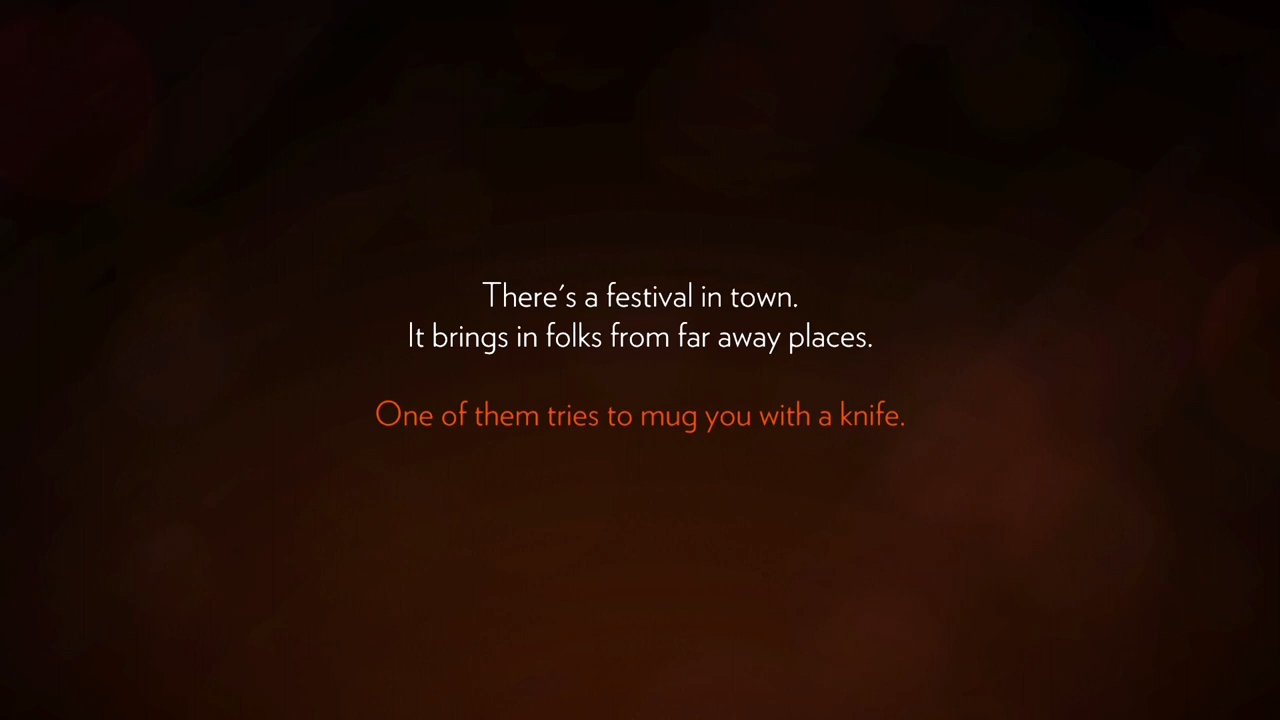 There's a festival in town.
It brings in folks from far away places.
One of them tries to mug you with a knife.